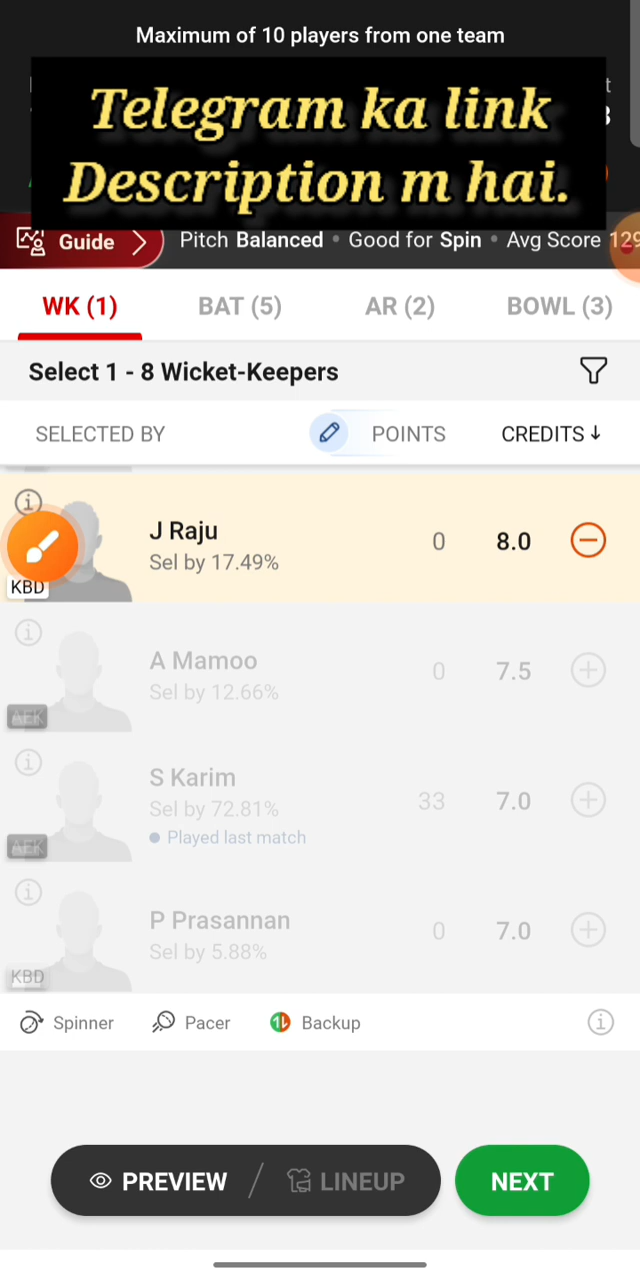 Maximum of 10 players from one team
Telegram ka link
Description m hai.
Guide
Pitch Balanced • Good for Spin • Avg Score 129
WK (1) BAT (5) AR (2) BOWL (3)
Select 1 - 8 Wicket-Keepers
SELECTED BY POINTS CREDITS ↓
J Raju 0 8.0
Sel by 17.49%
KBD
A Mamoo 0 7.5
Sel by 12.66%
AEK
S Karim 33 7.0
Sel by 72.81%
Played last match
AEK
P Prasannan 0 7.0
Sel by 5.88%
KBD
Spinner Pacer Backup
PREVIEW / LINEUP NEXT